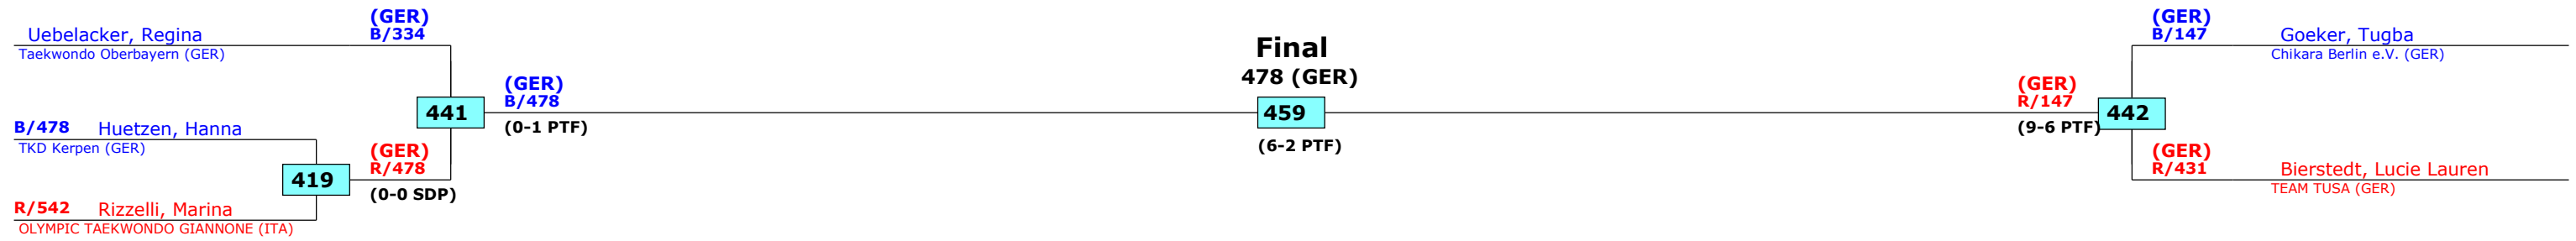 (GER)
Uebelacker, Regina B/334
Taekwondo Oberbayern (GER)
(GER)
441 B/478
(0-1 PTF)
B/478 Huetzen, Hanna
TKD Kerpen (GER)
(GER)
419 R/478
(0-0 SDP)
R/542 Rizzelli, Marina
OLYMPIC TAEKWONDO GIANNONE (ITA)
Final
478 (GER)
459
(6-2 PTF)
(GER)
B/147 Goeker, Tugba
Chikara Berlin e.V. (GER)
(GER)
R/147 442
(9-6 PTF)
(GER)
R/431 Bierstedt, Lucie Lauren
TEAM TUSA (GER)